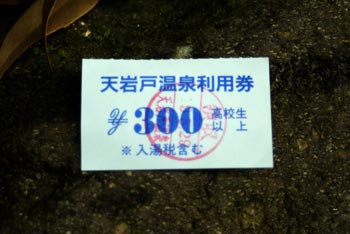 天岩戸温泉利用券
¥300 高校生
以上
※入湯税含む